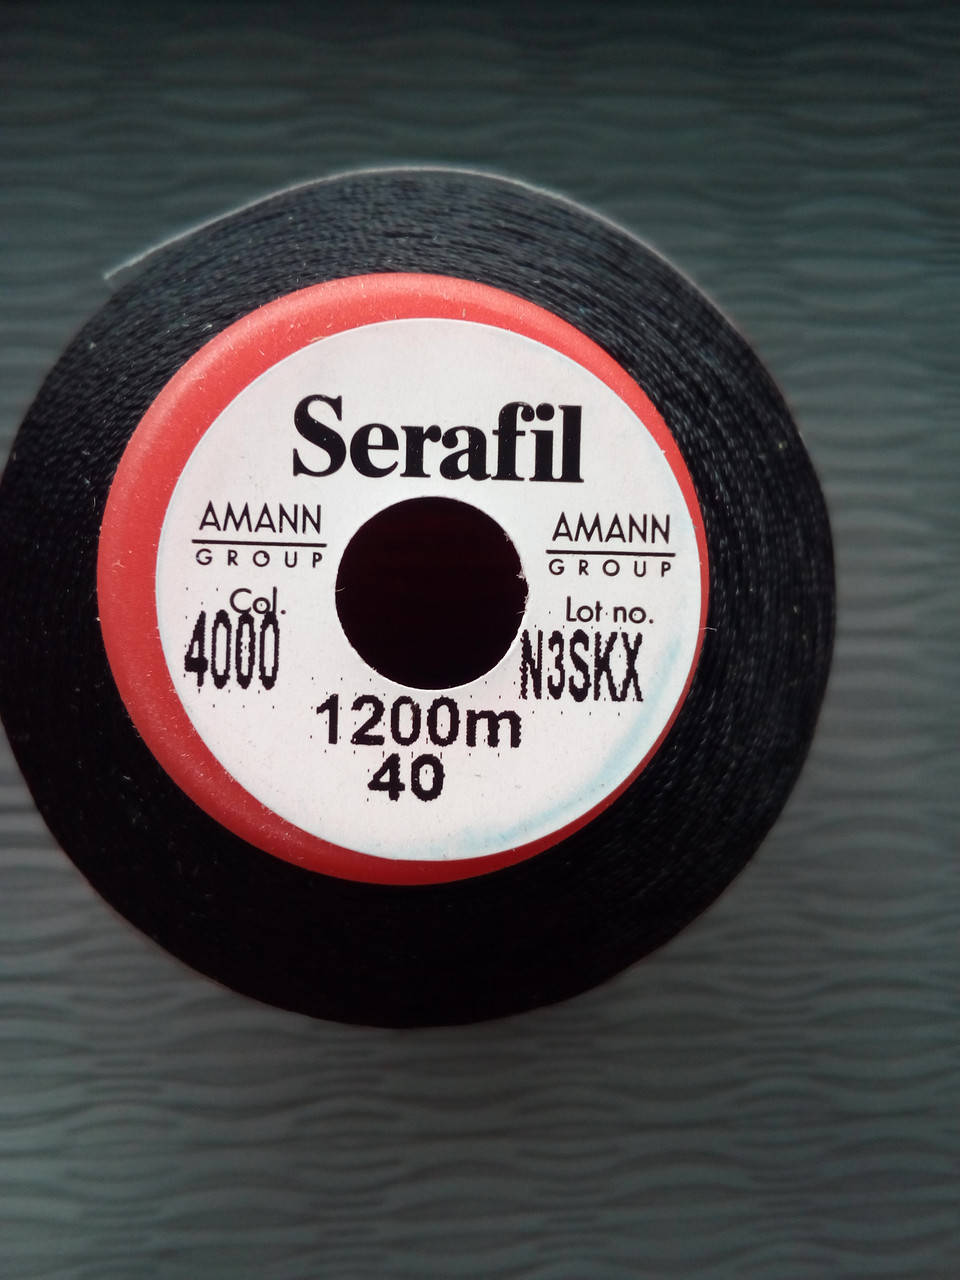 Serafil
AMANN
GROUP
AMANN
GROUP
Col.
4000
Lot no.
N3SKX
1200m
40